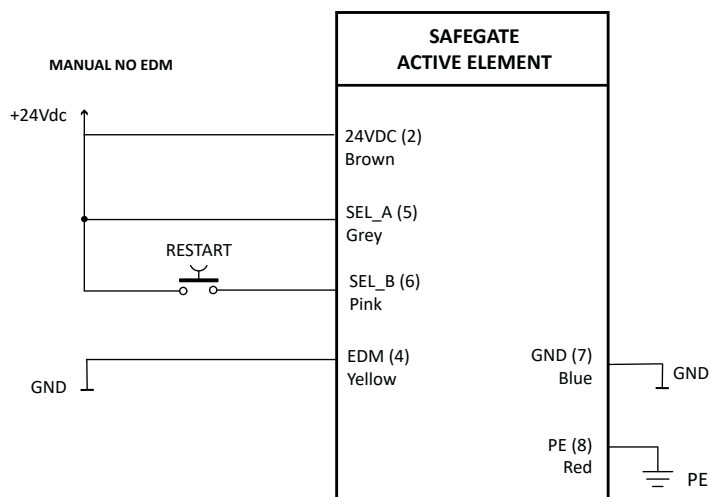 SAFEGATE
ACTIVE ELEMENT
MANUAL NO EDM
+24Vdc
24VDC (2)
Brown
SEL_A (5)
Grey
RESTART
SEL_B (6)
Pink
EDM (4)
Yellow
GND
GND (7)
Blue
GND
PE (8)
Red
PE